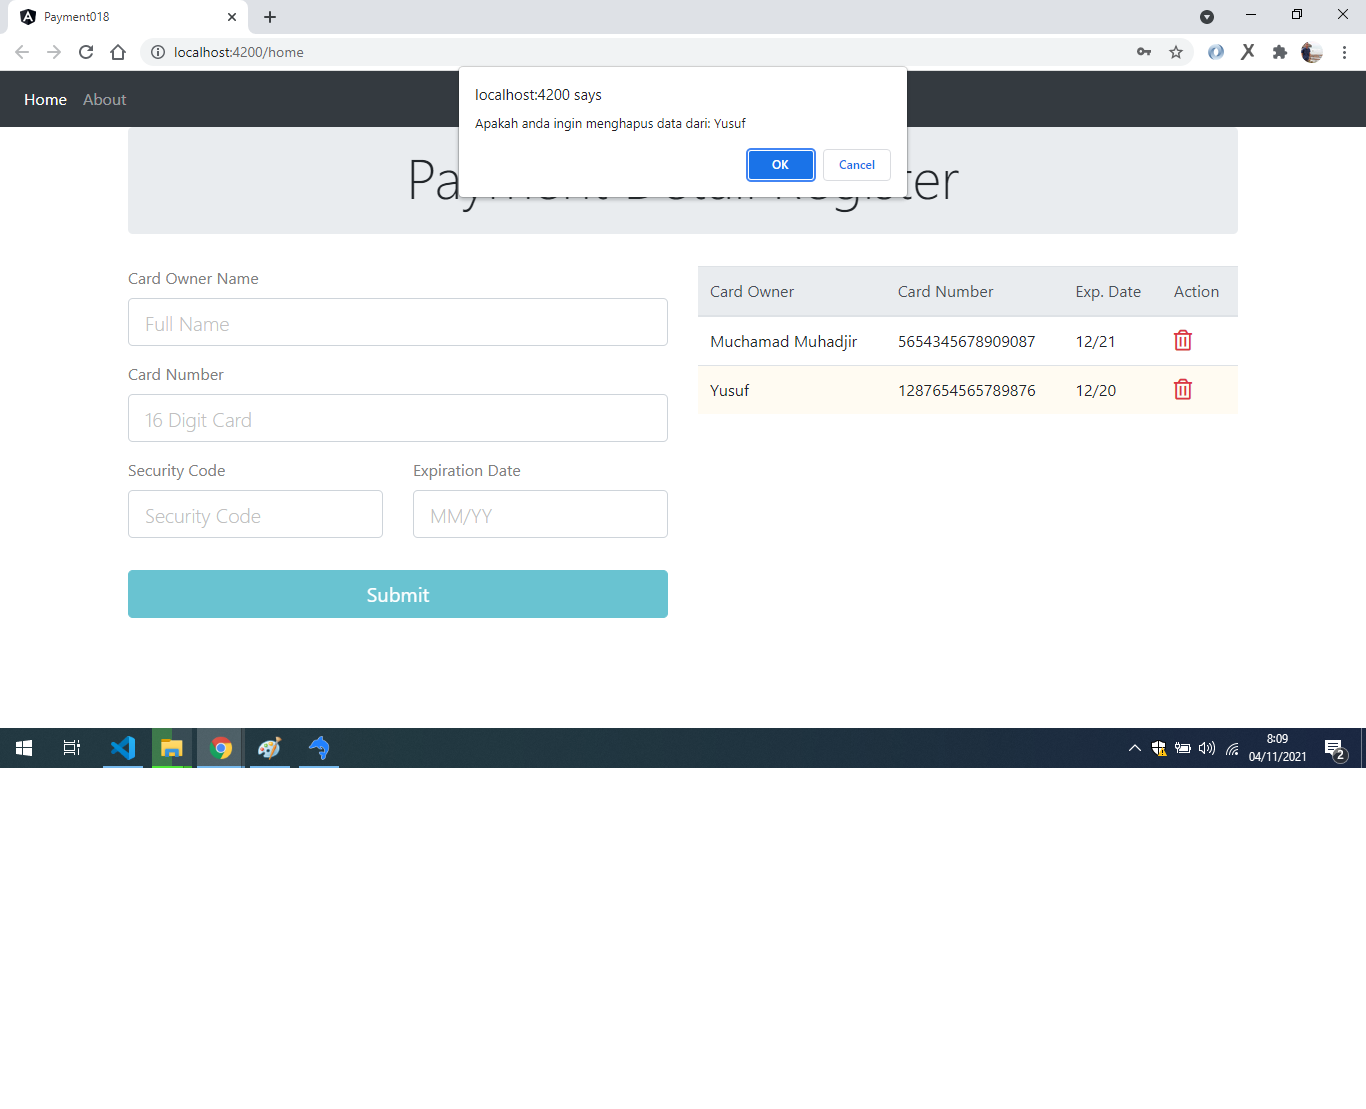 Payment018
localhost:4200/home
localhost:4200 says
Apakah anda ingin menghapus data dari: Yusuf
OK Cancel
Home About
Payment Detail Register
Card Owner Name
Full Name
Card Number
16 Digit Card
Security Code Expiration Date
Security Code MM/YY
Submit
Card Owner Card Number Exp. Date Action
Muchamad Muhadjir 5654345678909087 12/21
Yusuf 1287654565789876 12/20
8:09
04/11/2021
2